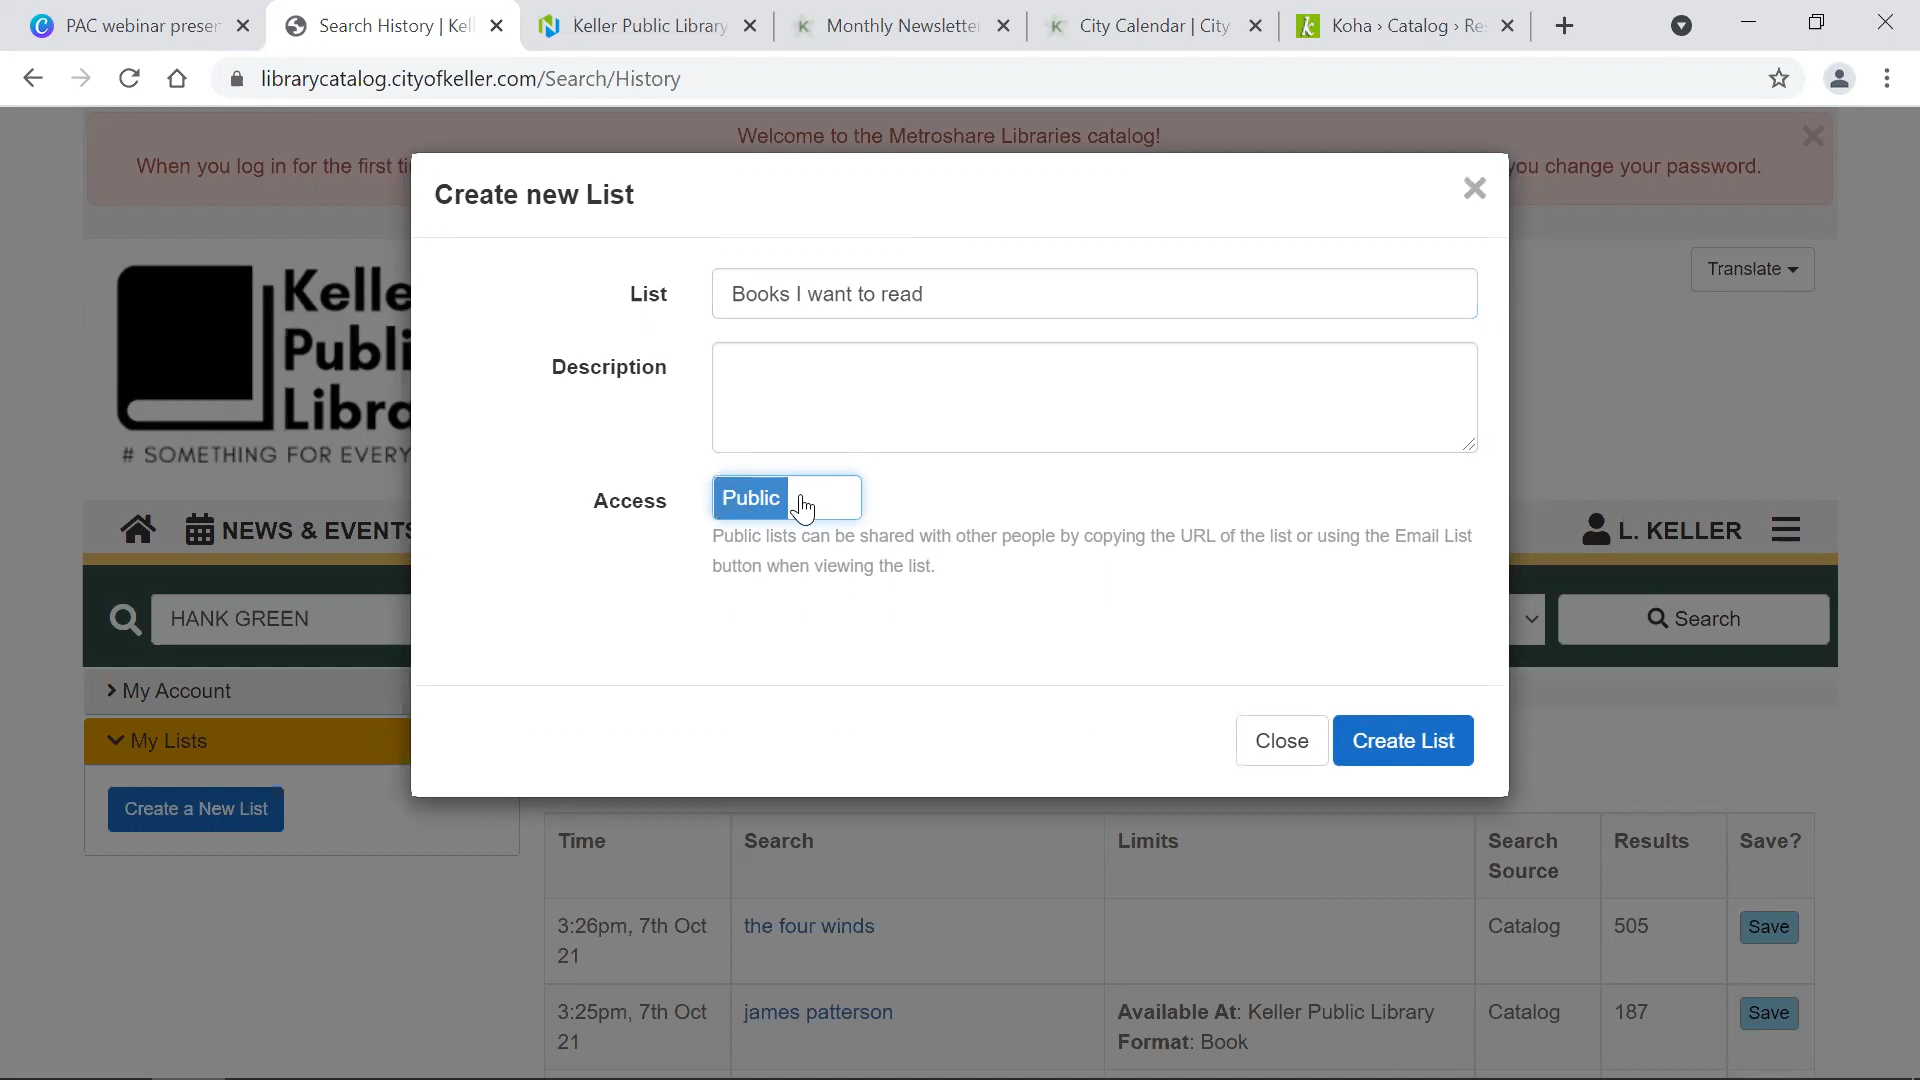 PAC webinar preser
Search History | Kell
Keller Public Library
Monthly Newslette
City Calendar | City
Koha › Catalog › Re
librarycatalog.cityofkeller.com/Search/History
Welcome to the Metroshare Libraries catalog!
When you log in for the first ti
you change your password.
Create new List
Translate
List
Books I want to read
Kelle
Publi
Libra
# SOMETHING FOR EVERY
Description
Access
Public
Public lists can be shared with other people by copying the URL of the list or using the Email List
button when viewing the list.
NEWS & EVENTS
L. KELLER
HANK GREEN
Search
My Account
My Lists
Close
Create List
Create a New List
Time
Search
Limits
Search
Source
Results
Save?
3:26pm, 7th Oct
21
the four winds
Catalog
505
Save
3:25pm, 7th Oct
21
james patterson
Available At: Keller Public Library
Format: Book
Catalog
187
Save